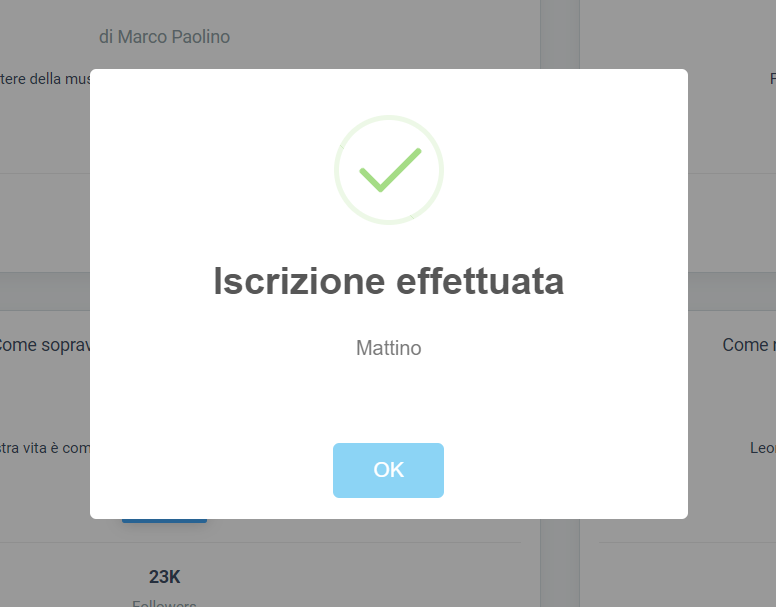 di Marco Paolino
tere della mus
Iscrizione effettuata
Mattino
Come soprav
Come
stra vita è com
Leo
OK
23K
Followers